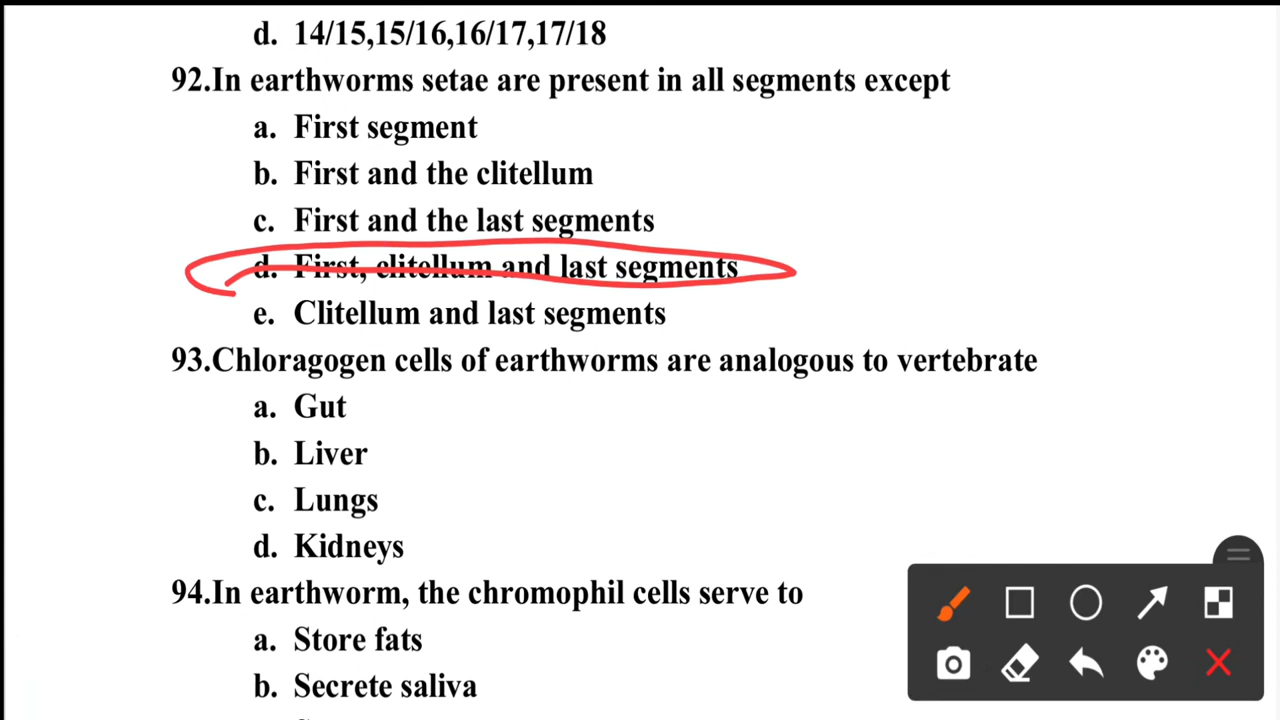 d. 14/15,15/16,16/17,17/18
92.In earthworms setae are present in all segments except
a. First segment
b. First and the clitellum
c. First and the last segments
d. First, clitellum and last segments
e. Clitellum and last segments
93.Chloragogen cells of earthworms are analogous to vertebrate
a. Gut
b. Liver
c. Lungs
d. Kidneys
94.In earthworm, the chromophil cells serve to
a. Store fats
b. Secrete saliva